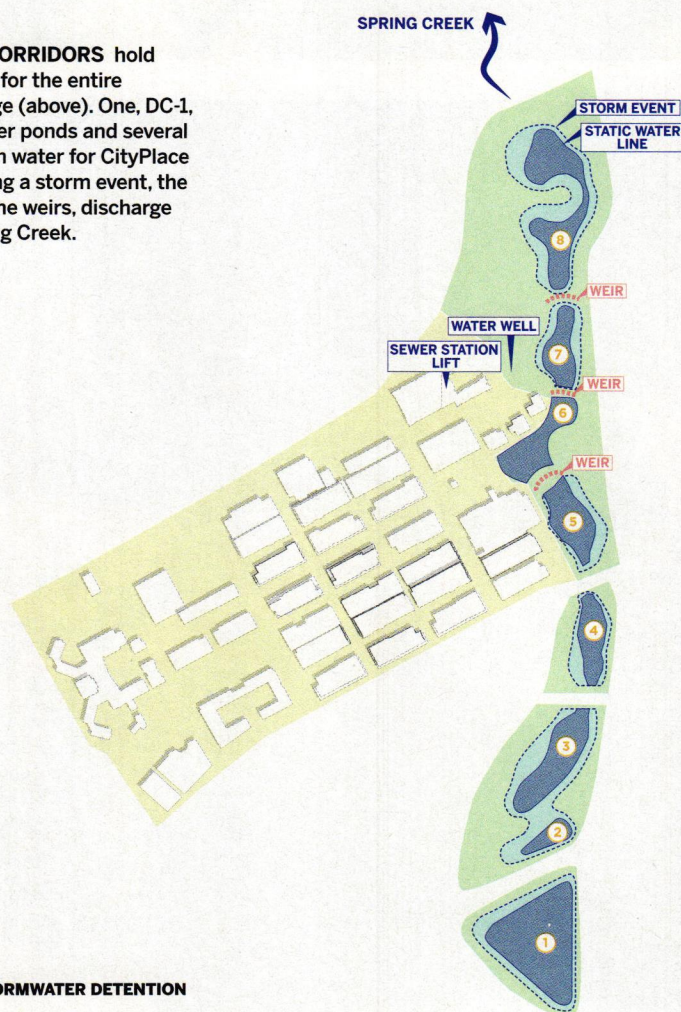 ORRIDORS hold
for the entire
ge (above). One, DC-1,
er ponds and several
n water for CityPlace
ng a storm event, the
ne weirs, discharge
g Creek.
SPRING CREEK
STORM EVENT
STATIC WATER
LINE
8
WEIR
WATER WELL
SEWER STATION
LIFT
7
WEIR
6
WEIR
5
4
3
2
1
ORMWATER DETENTION